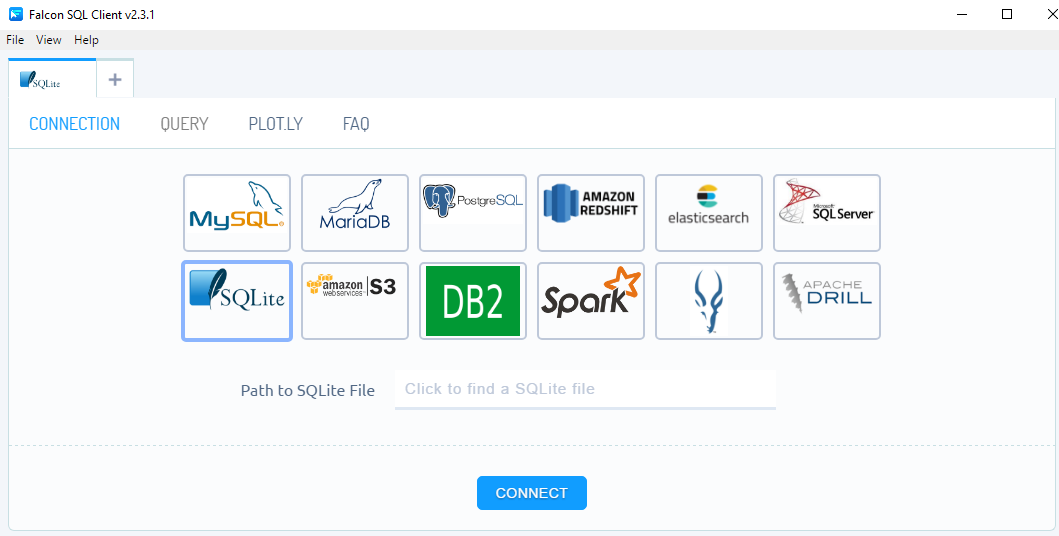 Falcon SQL Client v2.3.1
File View Help
SQLite +
CONNECTION QUERY PLOT.LY FAQ
MySQL® MariaDB PostgreSQL AMAZON REDSHIFT elasticsearch Microsoft SQL Server
SQLite amazon webservices S3 DB2 Spark APACHE DRILL
Path to SQLite File Click to find a SQLite file
CONNECT